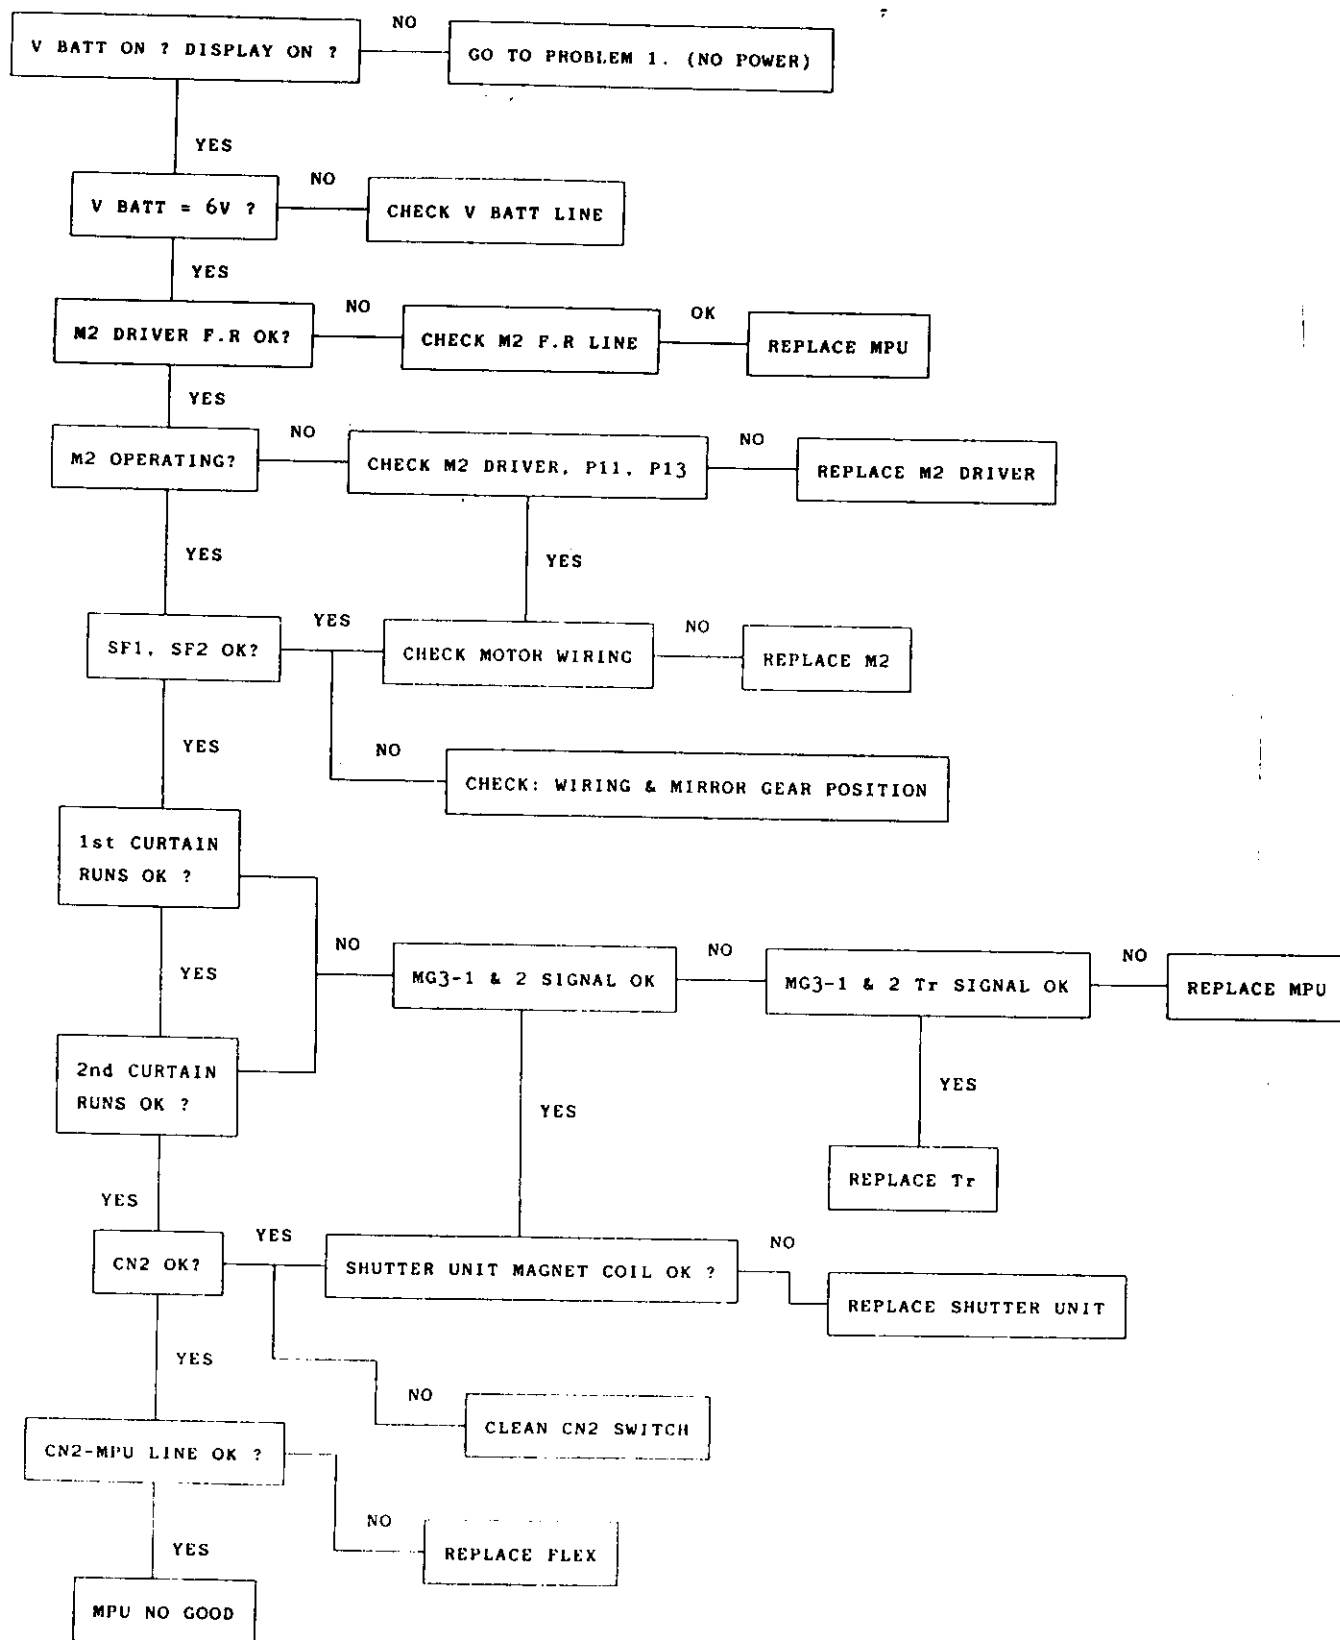 NO
V BATT ON ? DISPLAY ON ?
GO TO PROBLEM 1. (NO POWER)
YES
NO
V BATT = 6V ?
CHECK V BATT LINE
YES
NO
OK
M2 DRIVER F.R OK?
CHECK M2 F.R LINE
REPLACE MPU
YES
NO
NO
M2 OPERATING?
CHECK M2 DRIVER, P11, P13
REPLACE M2 DRIVER
YES
YES
YES
NO
SF1, SF2 OK?
CHECK MOTOR WIRING
REPLACE M2
YES
NO
CHECK: WIRING & MIRROR GEAR POSITION
1st CURTAIN
RUNS OK ?
NO
NO
NO
YES
MG3-1 & 2 SIGNAL OK
MG3-1 & 2 Tr SIGNAL OK
REPLACE MPU
2nd CURTAIN
RUNS OK ?
YES
YES
REPLACE Tr
YES
YES
NO
CN2 OK?
SHUTTER UNIT MAGNET COIL OK ?
REPLACE SHUTTER UNIT
YES
NO
CLEAN CN2 SWITCH
CN2-MPU LINE OK ?
NO
YES
REPLACE FLEX
MPU NO GOOD